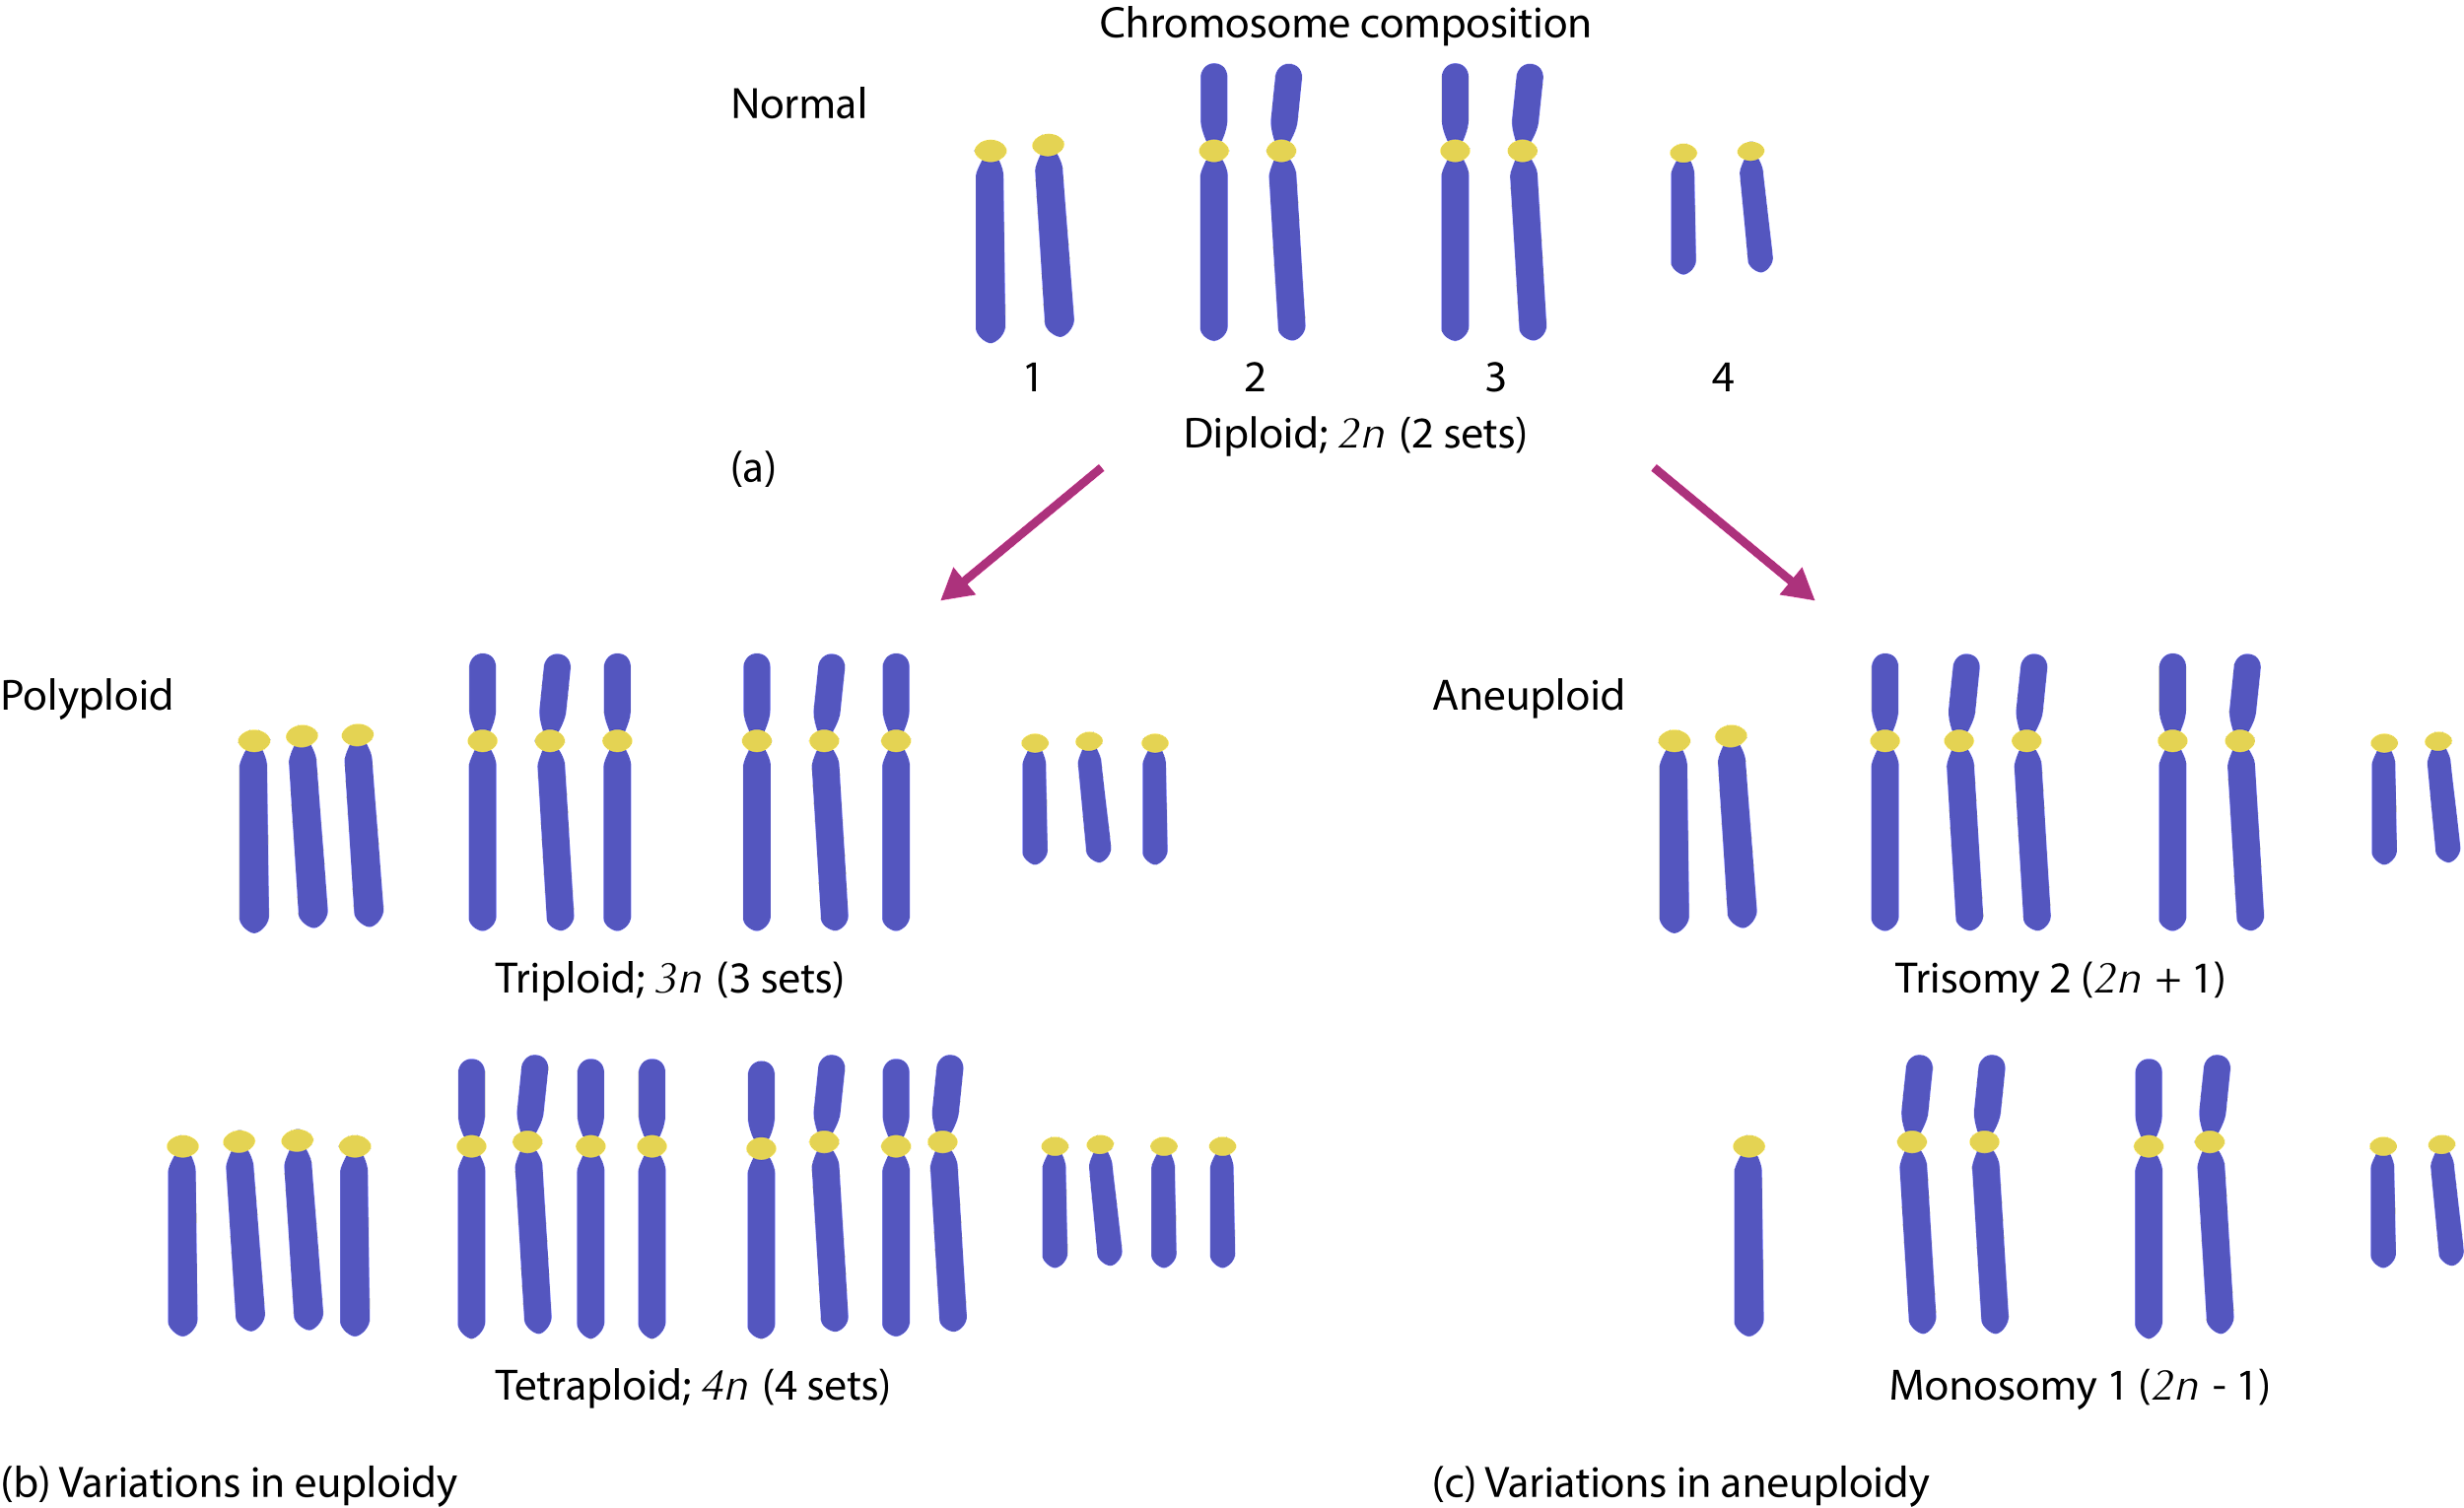 Chromosome composition
Normal
1 2 3 4
Diploid; 2n (2 sets)
(a)
Polyploid
Triploid; 3n (3 sets)
Tetraploid; 4n (4 sets)
(b) Variations in euploidy
Aneuploid
Trisomy 2 (2n + 1)
Monosomy 1 (2n - 1)
(c) Variations in aneuploidy